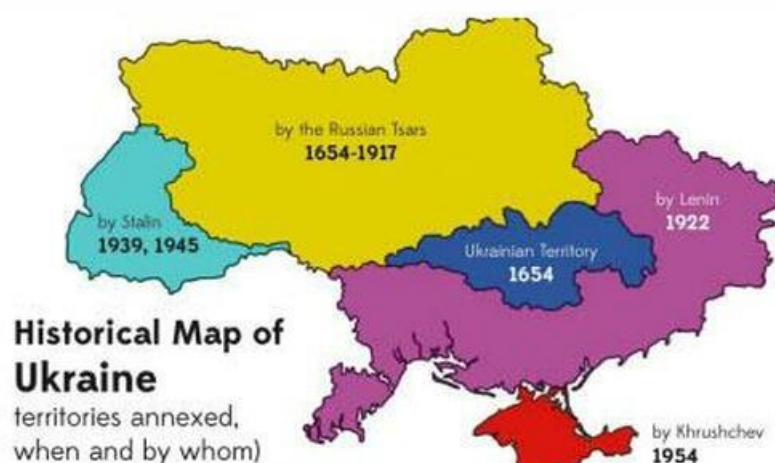 by the Russian Tsars
1654-1917
by Stalin
1939, 1945
by Lenin
1922
Ukrainian Territory
1654
Historical Map of
Ukraine
territories annexed,
when and by whom)
by Khrushchev
1954